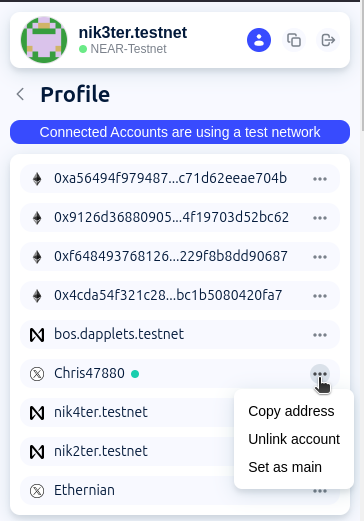 nik3ter.testnet
NEAR-Testnet
Profile
Connected Accounts are using a test network
0xa56494f979487...c71d62eeae704b
0x9126d36880905...4f19703d52bc62
0xf648493768126...229f8b8dd90687
0x4cda54f321c28...bc1b5080420fa7
bos.dapplets.testnet
Chris47880
Copy address
nik4ter.testnet
Unlink account
nik2ter.testnet
Set as main
Ethernian